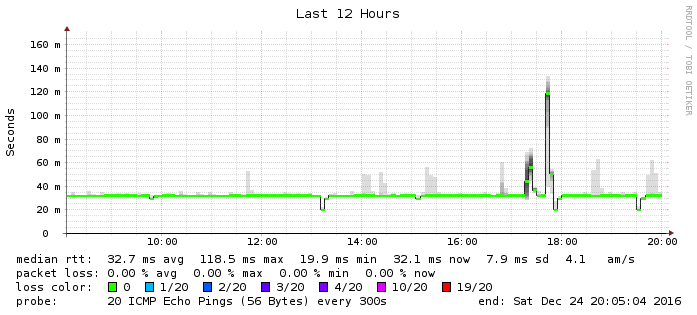 Last 12 Hours
RRDTOOL / TOBI OETIKER
Seconds
160 m
140 m
120 m
100 m
80 m
60 m
40 m
20 m
0
10:00 12:00 14:00 16:00 18:00 20:00
median rtt: 32.7 ms avg 118.5 ms max 19.9 ms min 32.1 ms now 7.9 ms sd 4.1 am/s
packet loss: 0.00 % avg 0.00 % max 0.00 % min 0.00 % now
loss color: 0 1/20 2/20 3/20 4/20 10/20 19/20
probe: 20 ICMP Echo Pings (56 Bytes) every 300s end: Sat Dec 24 20:05:04 2016